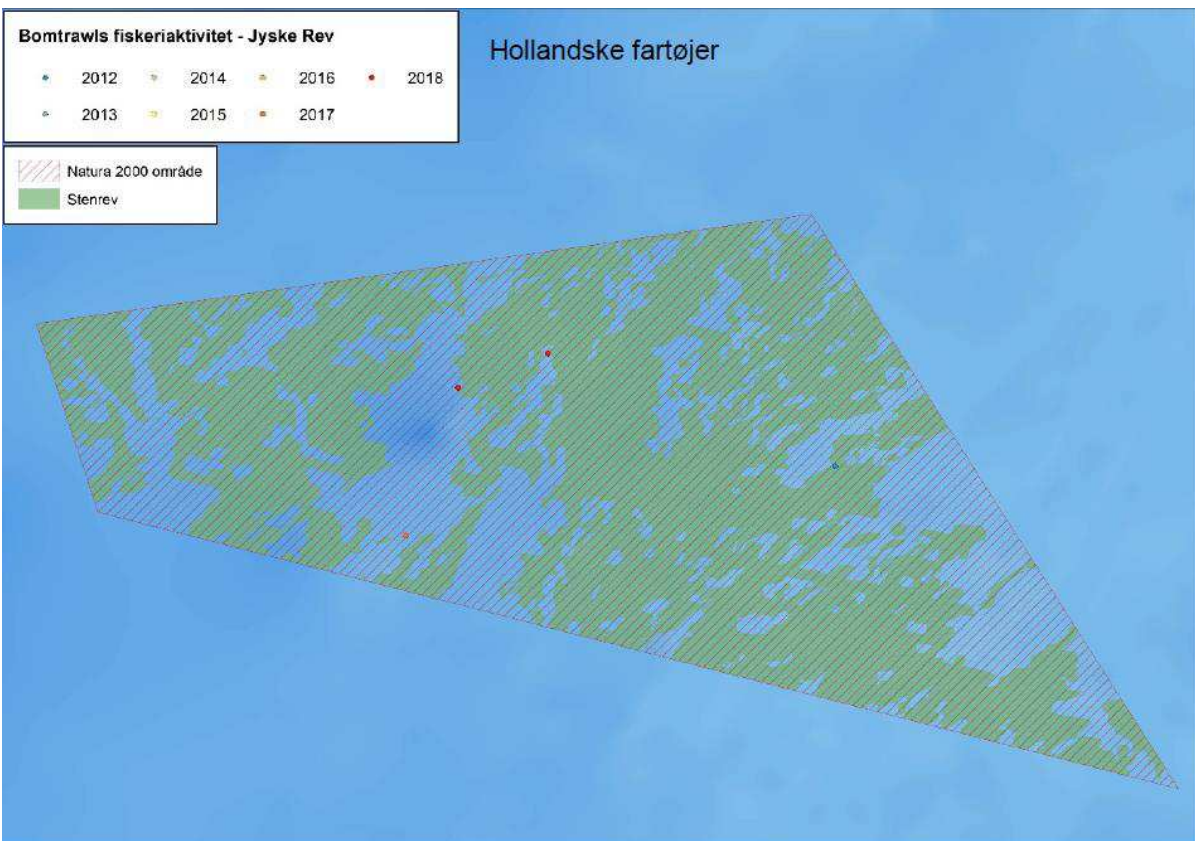 Bomtrawls fiskeriaktivitet - Jyske Rev
2012 2014 2016 2018
2013 2015 2017
Hollandske fartøjer
Natura 2000 område
Stenrev